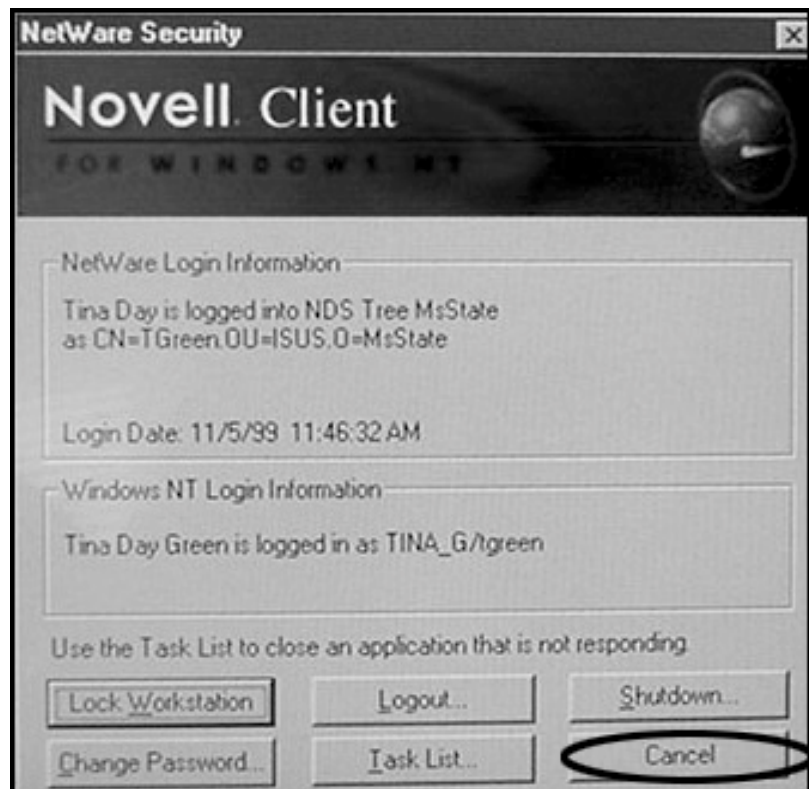 NetWare Security
Novell. Client
FOR WINDOWS NT
NetWare Login Information
Tina Day is logged into NDS Tree MsState
as CN=TGreen.OU=ISUS.O=MsState
Login Date: 11/5/99 11:46:32 AM
Windows NT Login Information
Tina Day Green is logged in as TINA_G/tgreen
Use the Task List to close an application that is not responding.
Lock Workstation Logout... Shutdown...
Change Password... Task List... Cancel